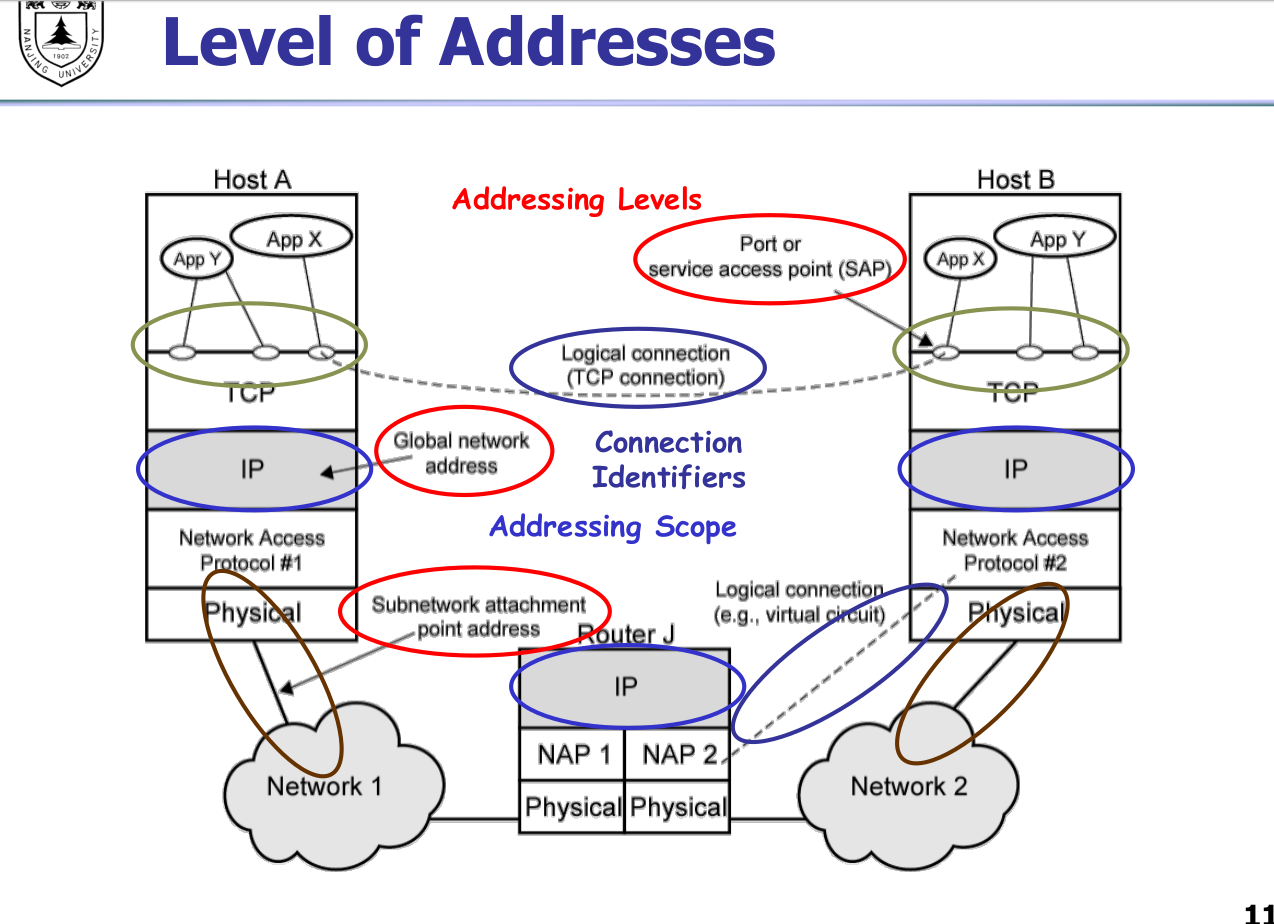 NANJING UNIVERSITY
1902
Level of Addresses
Host A
Host B
Addressing Levels
App X
App Y
Port or
service access point (SAP)
App Y
App X
Logical connection
(TCP connection)
TCP
TCP
Global network
address
Connection
Identifiers
IP
IP
Addressing Scope
Network Access
Protocol #1
Network Access
Protocol #2
Physical
Subnetwork attachment
point address
Logical connection
(e.g., virtual circuit)
Physical
Router J
IP
NAP 1
NAP 2
Network 1
Network 2
Physical
Physical
11